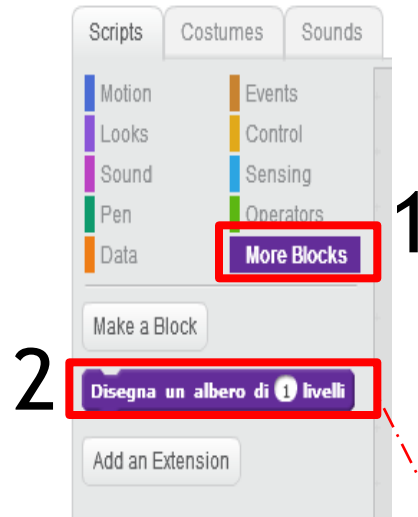 Scripts Costumes Sounds
Motion Events
Looks Control
Sound Sensing
Pen Operators
Data More Blocks
1
Make a Block
2
Disegna un albero di 1 livelli
Add an Extension